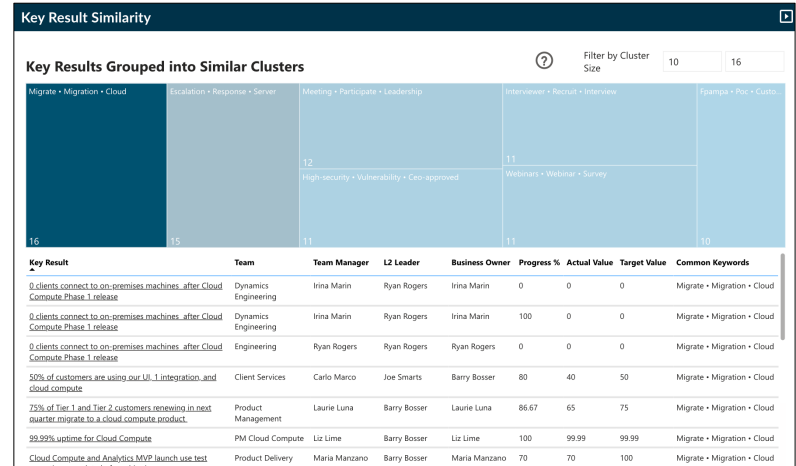 Key Result Similarity
Key Results Grouped into Similar Clusters
?
Filter by Cluster
Size
10
16
Migrate • Migration • Cloud
16
Escalation • Response • Server
15
Meeting • Participate • Leadership
12
High-security • Vulnerability • Ceo-approved
11
Interviewer • Recruit • Interview
11
Webinars • Webinar • Survey
11
Fpampa • Poc • Custo...
10
Key Result Team Team Manager L2 Leader Business Owner Progress % Actual Value Target Value Common Keywords
0 clients connect to on-premises machines after Cloud Dynamics Irina Marin Ryan Rogers Irina Marin 0 0 0 Migrate • Migration • Cloud
Compute Phase 1 release Engineering
0 clients connect to on-premises machines after Cloud Dynamics Irina Marin Ryan Rogers Irina Marin 100 0 0 Migrate • Migration • Cloud
Compute Phase 1 release Engineering
0 clients connect to on-premises machines after Cloud Engineering Ryan Rogers Ryan Rogers Ryan Rogers 0 0 0 Migrate • Migration • Cloud
Compute Phase 1 release
50% of customers are using our UI, 1 integration, and Client Services Carlo Marco Joe Smarts Barry Bosser 80 40 50 Migrate • Migration • Cloud
cloud compute
75% of Tier 1 and Tier 2 customers renewing in next Product Laurie Luna Barry Bosser Laurie Luna 86.67 65 75 Migrate • Migration • Cloud
quarter migrate to a cloud compute product Management
99.99% uptime for Cloud Compute PM Cloud Compute Liz Lime Barry Bosser Liz Lime 100 99.99 99.99 Migrate • Migration • Cloud
Cloud Compute and Analytics MVP launch use test Product Delivery Maria Manzano Barry Bosser Maria Manzano 70 70 100 Migrate • Migration • Cloud